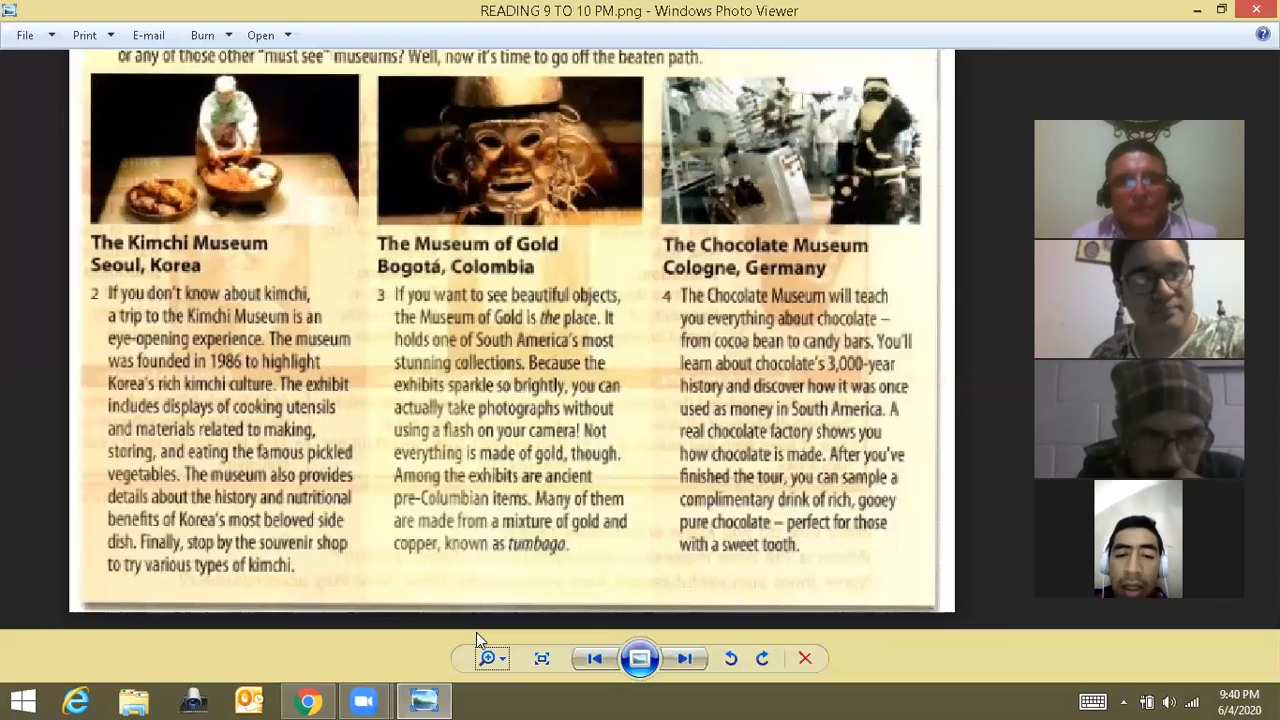 READING 9 TO 10 PM.png - Windows Photo Viewer
File Print E-mail Burn Open
or any of those other "must see" museums? Well, now it's time to go off the beaten path.
The Kimchi Museum
Seoul, Korea
2 If you don't know about kimchi,
a trip to the Kimchi Museum is an
eye-opening experience. The museum
was founded in 1986 to highlight
Korea's rich kimchi culture. The exhibit
includes displays of cooking utensils
and materials related to making,
storing, and eating the famous pickled
vegetables. The museum also provides
details about the history and nutritional
benefits of Korea's most beloved side
dish. Finally, stop by the souvenir shop
to try various types of kimchi.
The Museum of Gold
Bogotá, Colombia
3 If you want to see beautiful objects,
the Museum of Gold is the place. It
holds one of South America's most
stunning collections. Because the
exhibits sparkle so brightly, you can
actually take photographs without
using a flash on your camera! Not
everything is made of gold, though.
Among the exhibits are ancient
pre-Columbian items. Many of them
are made from a mixture of gold and
copper, known as tumbaga.
The Chocolate Museum
Cologne, Germany
4 The Chocolate Museum will teach
you everything about chocolate –
from cocoa bean to candy bars. You'll
learn about chocolate's 3,000-year
history and discover how it was once
used as money in South America. A
real chocolate factory shows you
how chocolate is made. After you've
finished the tour, you can sample a
complimentary drink of rich, gooey
pure chocolate – perfect for those
with a sweet tooth.
9:40 PM
6/4/2020